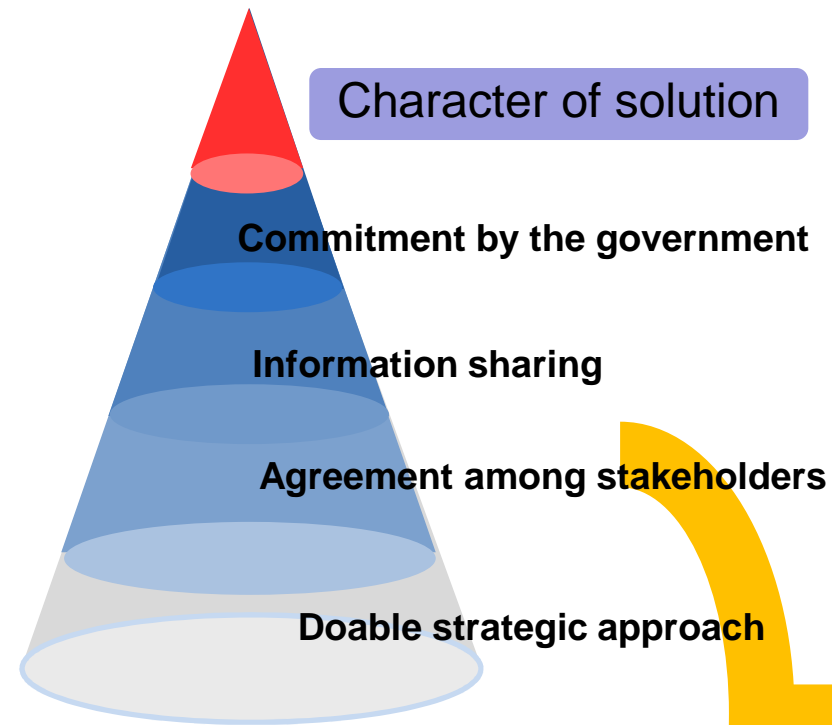 Character of solution
Commitment by the government
Information sharing
Agreement among stakeholders
Doable strategic approach